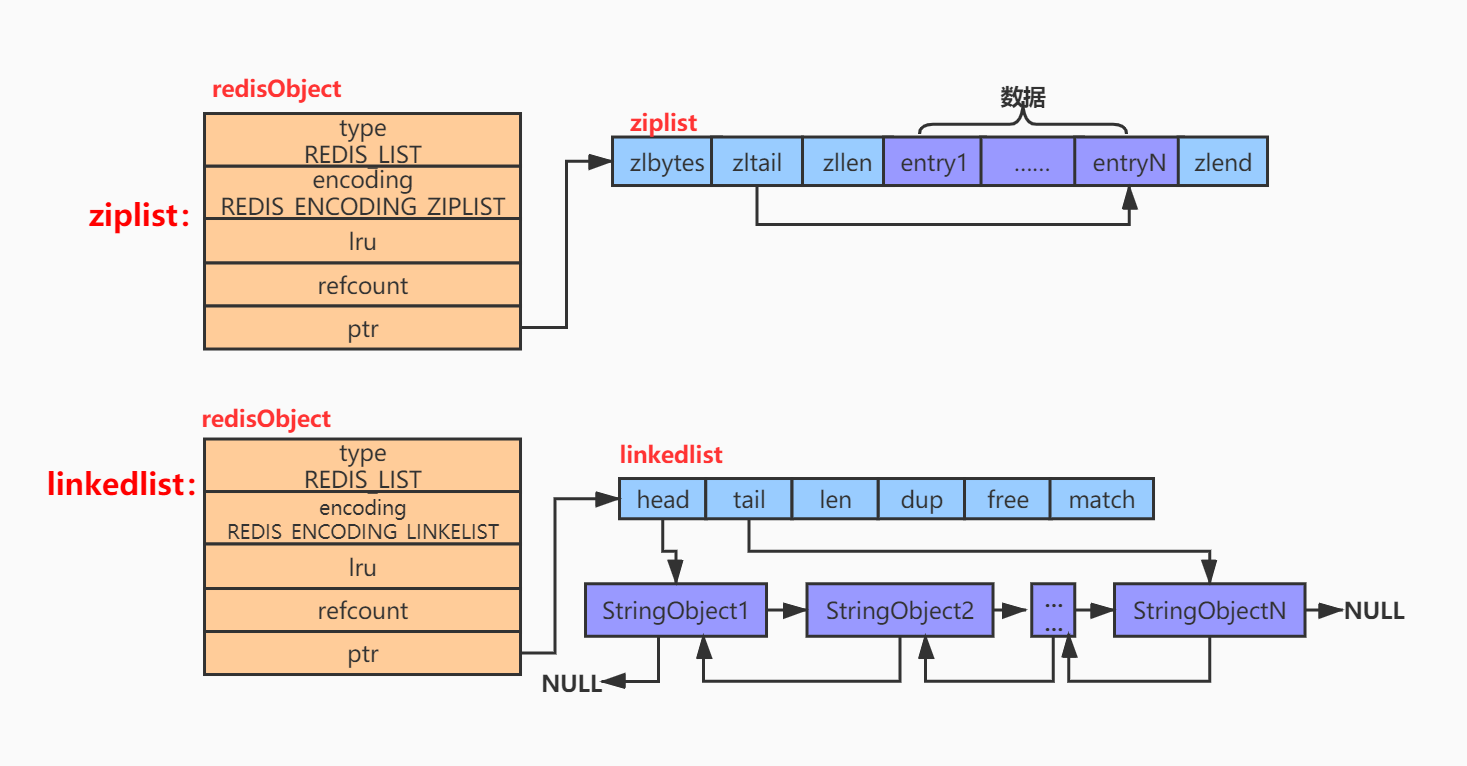 redisObject
ziplist：
type
REDIS_LIST
encoding
REDIS_ENCODING_ZIPLIST
lru
refcount
ptr
数据
ziplist
zlbytes zltail zllen entry1 ...... entryN zlend
redisObject
linkedlist：
type
REDIS_LIST
encoding
REDIS_ENCODING_LINKELIST
lru
refcount
ptr
linkedlist
head tail len dup free match
StringObject1 StringObject2 ... ... StringObjectN NULL
NULL